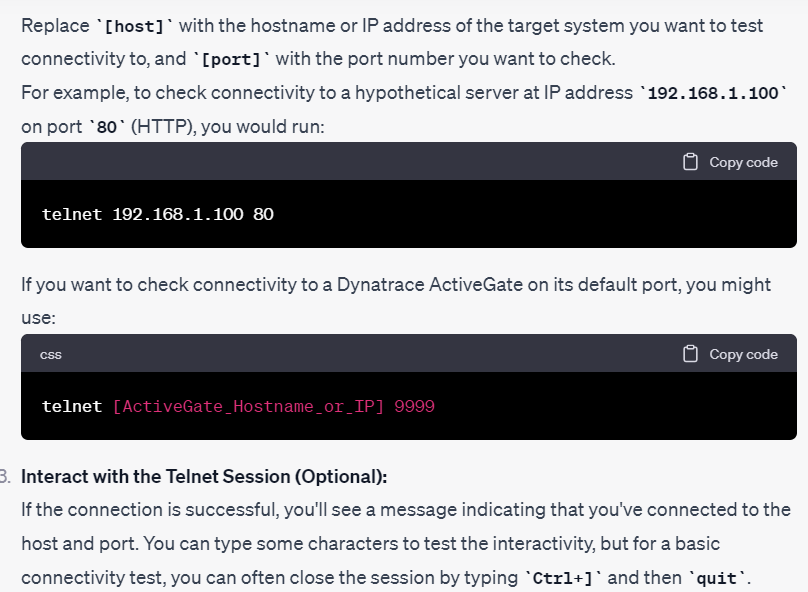 Replace `[host]` with the hostname or IP address of the target system you want to test
connectivity to, and `[port]` with the port number you want to check.
For example, to check connectivity to a hypothetical server at IP address `192.168.1.100`
on port `80` (HTTP), you would run:
Copy code
telnet 192.168.1.100 80
If you want to check connectivity to a Dynatrace ActiveGate on its default port, you might
use:
css Copy code
telnet [ActiveGate_Hostname_or_IP] 9999
3. Interact with the Telnet Session (Optional):
If the connection is successful, you'll see a message indicating that you've connected to the
host and port. You can type some characters to test the interactivity, but for a basic
connectivity test, you can often close the session by typing `Ctrl+]` and then `quit`.